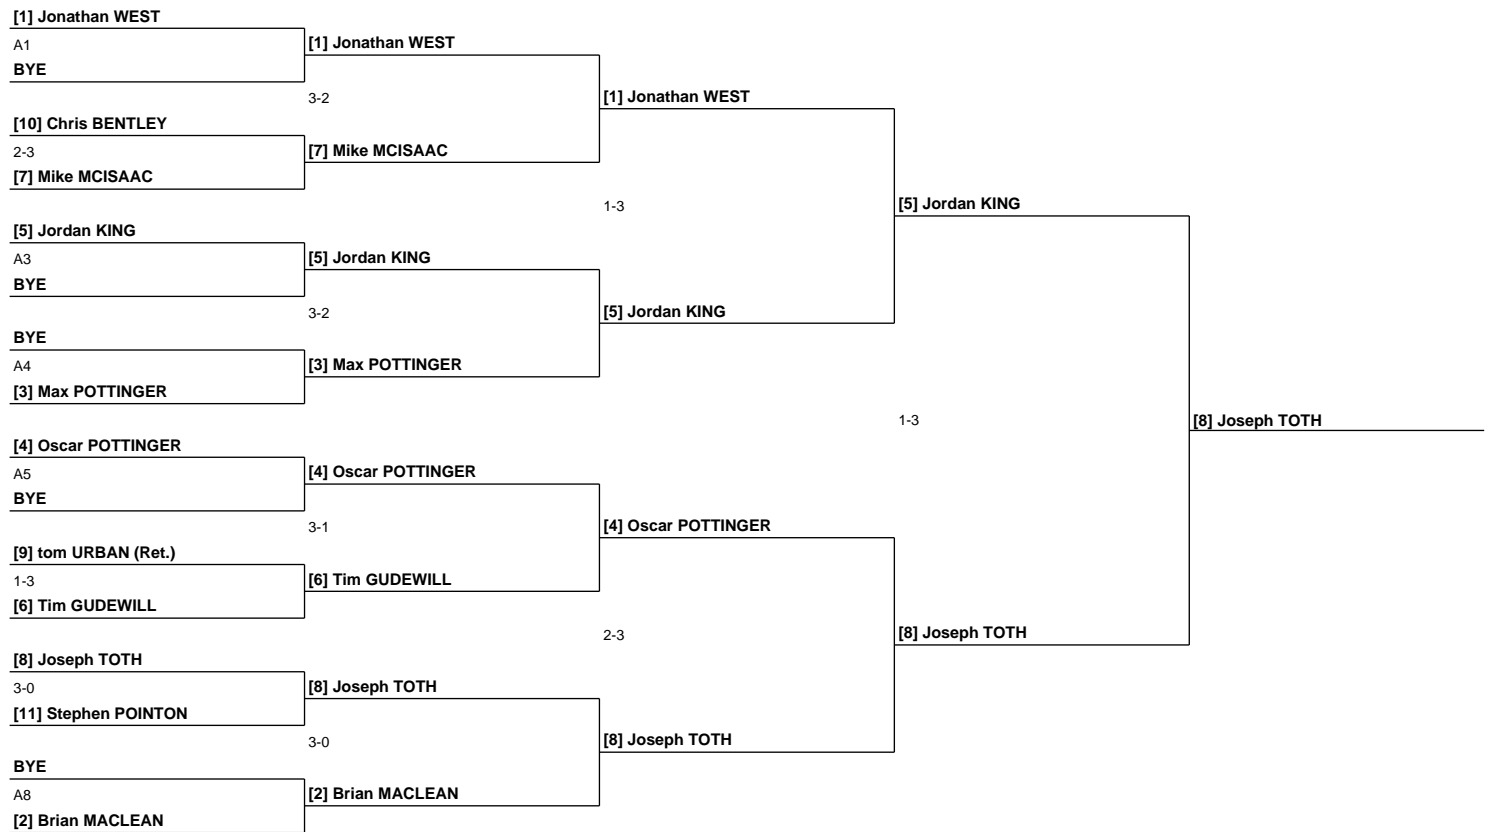 [1] Jonathan WEST
A1
BYE
[10] Chris BENTLEY
2-3
[7] Mike MCISAAC
[5] Jordan KING
A3
BYE
BYE
A4
[3] Max POTTINGER
[4] Oscar POTTINGER
A5
BYE
[9] tom URBAN (Ret.)
1-3
[6] Tim GUDEWILL
[8] Joseph TOTH
3-0
[11] Stephen POINTON
BYE
A8
[2] Brian MACLEAN
[1] Jonathan WEST
3-2
[7] Mike MCISAAC
[5] Jordan KING
3-2
[3] Max POTTINGER
[4] Oscar POTTINGER
3-1
[6] Tim GUDEWILL
[8] Joseph TOTH
3-0
[2] Brian MACLEAN
[1] Jonathan WEST
1-3
[5] Jordan KING
[4] Oscar POTTINGER
2-3
[8] Joseph TOTH
[5] Jordan KING
1-3
[8] Joseph TOTH
[8] Joseph TOTH